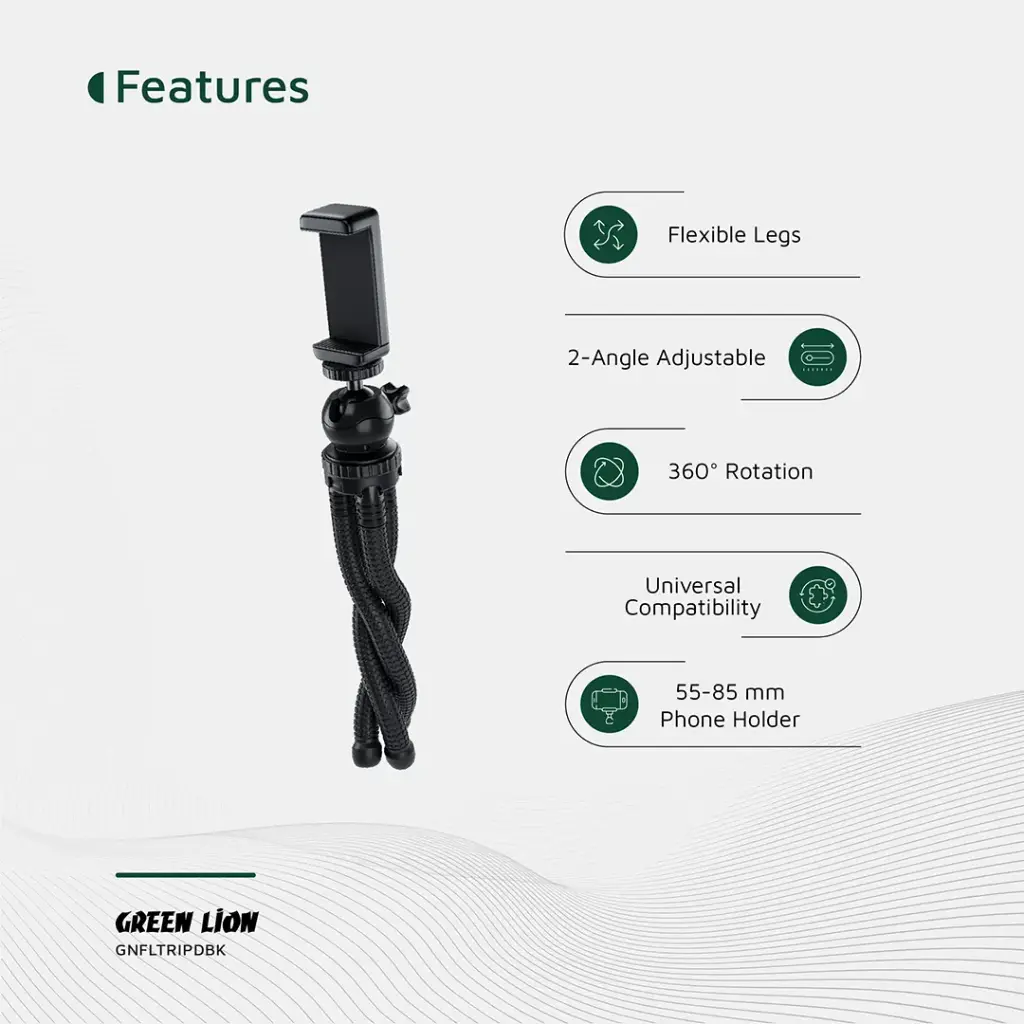 Features
Flexible Legs
2-Angle Adjustable
360° Rotation
Universal
Compatibility
55-85 mm
Phone Holder
GREEN LION
GNFLTRIPDBK